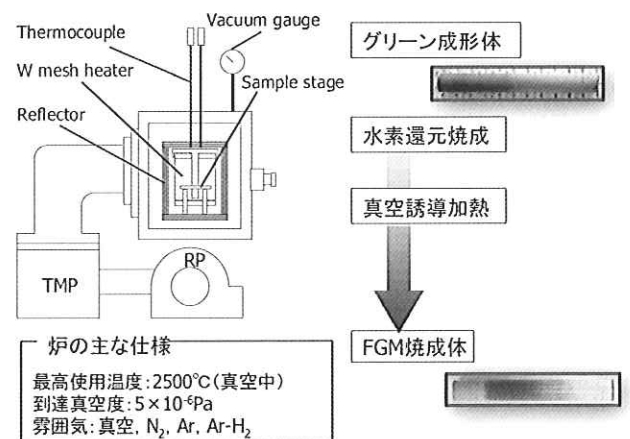 Thermocouple
Vacuum gauge
W mesh heater
Sample stage
Reflector
TMP
RP
炉の主な仕様
最高使用温度:2500℃(真空中)
到達真空度:5×10⁻⁶Pa
雰囲気:真空, N₂, Ar, Ar-H₂
グリーン成形体
水素還元焼成
真空誘導加熱
FGM焼成体